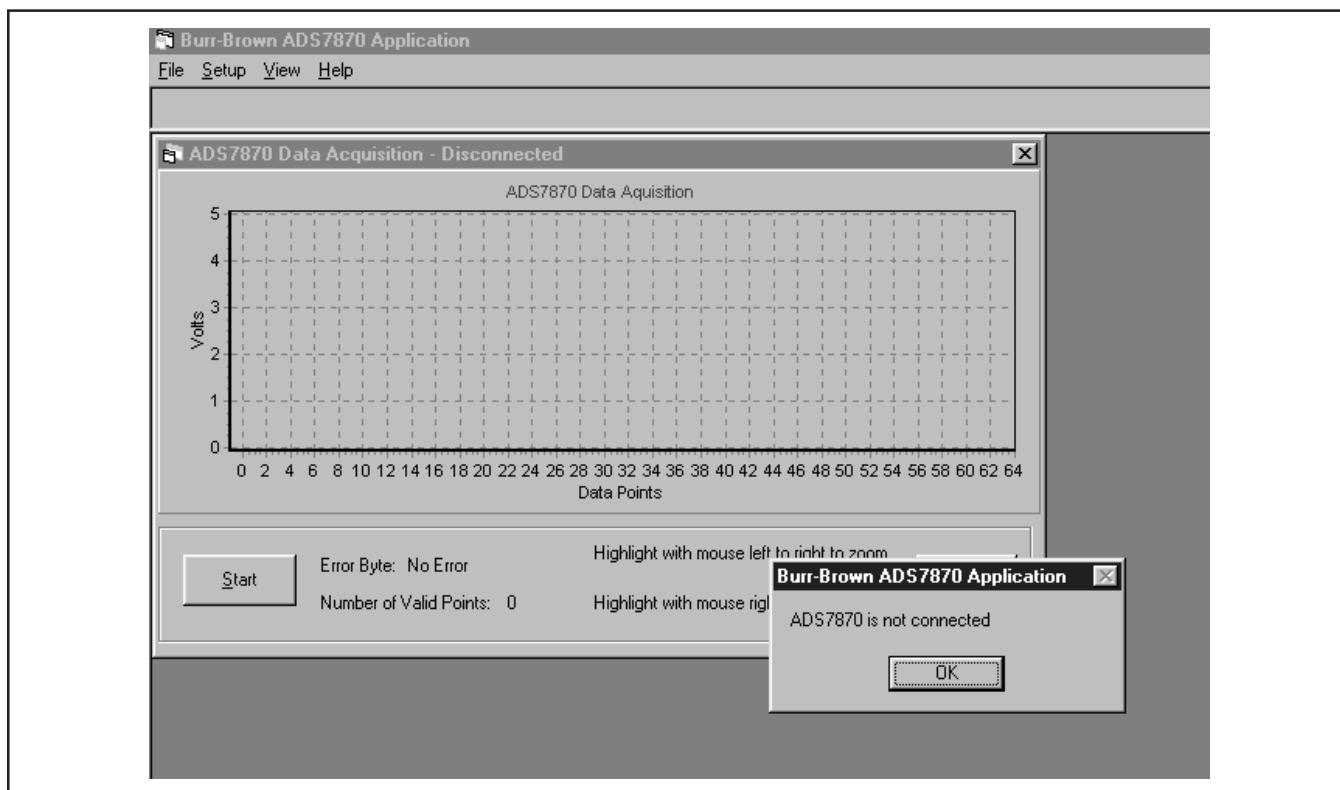 Burr-Brown ADS7870 Application
File Setup View Help
ADS7870 Data Acquisition - Disconnected
ADS7870 Data Aquisition
5
4
3
2
1
0
Volts
0 2 4 6 8 10 12 14 16 18 20 22 24 26 28 30 32 34 36 38 40 42 44 46 48 50 52 54 56 58 60 62 64
Data Points
Start
Error Byte: No Error
Number of Valid Points: 0
Highlight with mouse left to right to zoom
Highlight with mouse rig
Burr-Brown ADS7870 Application
ADS7870 is not connected
OK